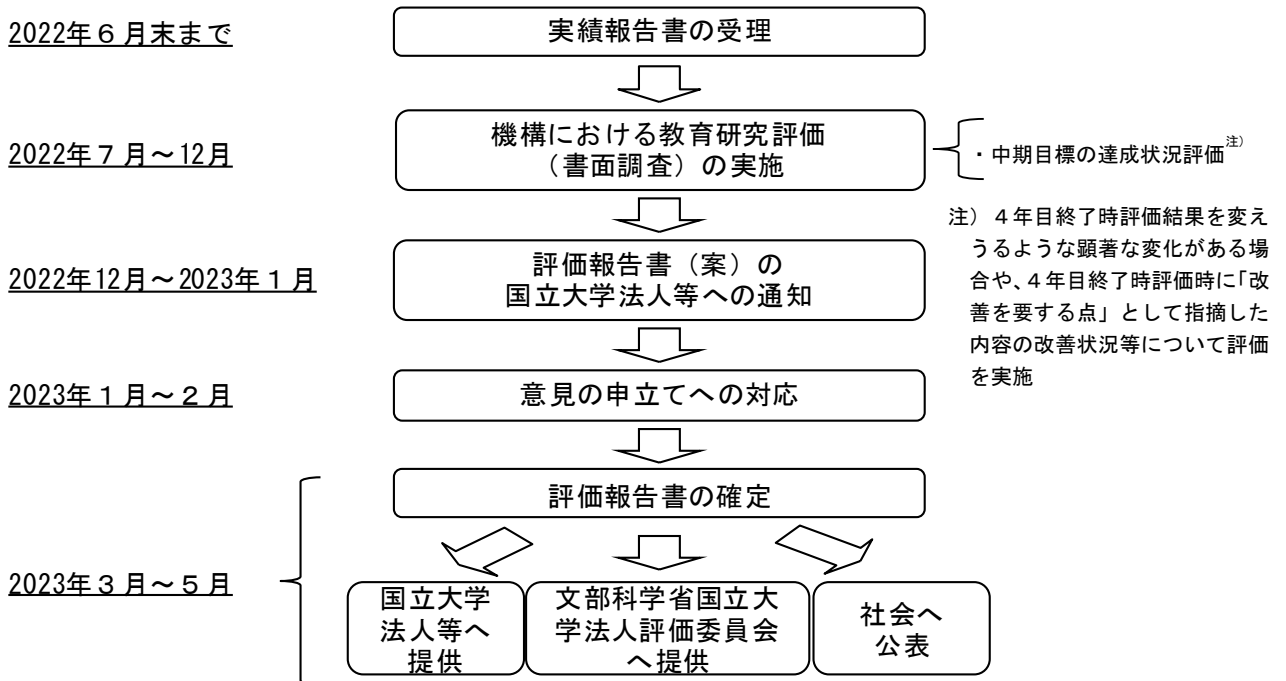 2022年６月末まで
実績報告書の受理
2022年７月～12月
機構における教育研究評価
（書面調査）の実施
・中期目標の達成状況評価注）
注）４年目終了時評価結果を変え
うるような顕著な変化がある場
合や、４年目終了時評価時に「改
善を要する点」として指摘した
内容の改善状況等について評価
を実施
2022年12月～2023年１月
評価報告書（案）の
国立大学法人等への通知
2023年１月～２月
意見の申立てへの対応
評価報告書の確定
2023年３月～５月
国立大学
法人等へ
提供
文部科学省国立大
学法人評価委員会
へ提供
社会へ
公表